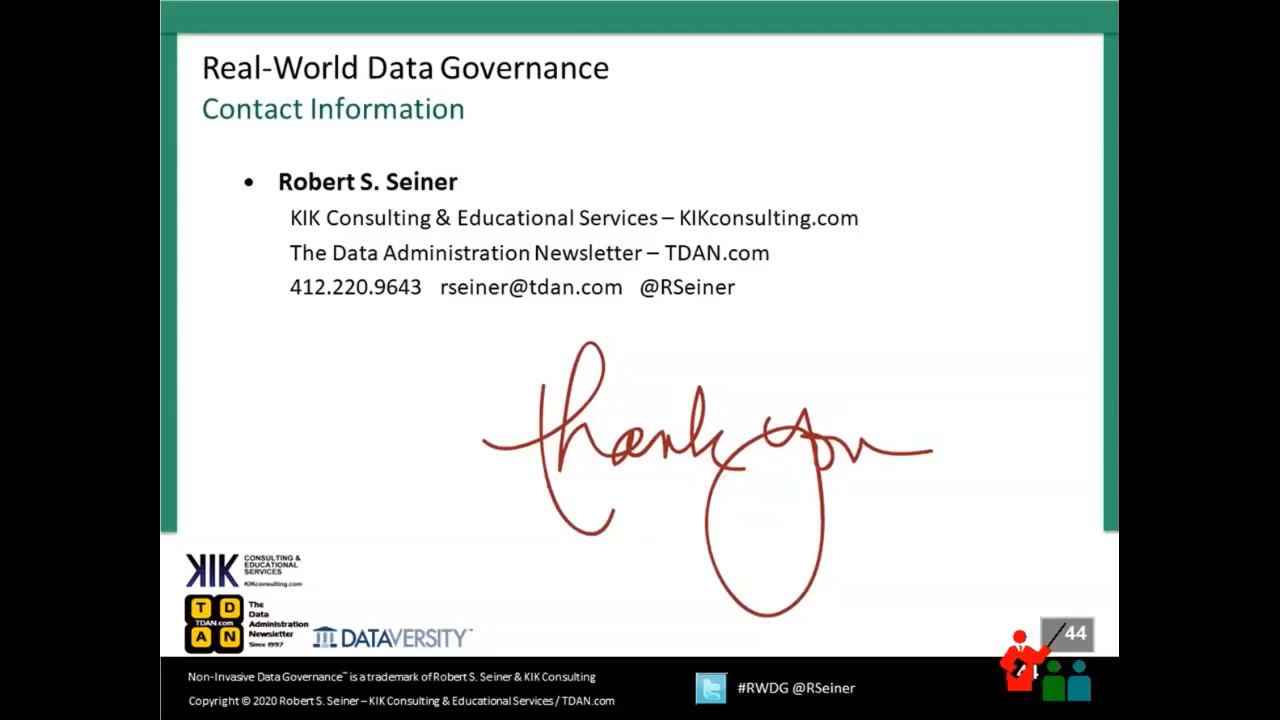 Real-World Data Governance
Contact Information
• Robert S. Seiner
KIK Consulting & Educational Services – KIKconsulting.com
The Data Administration Newsletter – TDAN.com
412.220.9643 rseiner@tdan.com @RSeiner
thank you
KIK CONSULTING &
EDUCATIONAL
SERVICES
KIKconsulting.com
T D
TDAN.com
A N
The
Data
Administration
Newsletter
Since 1997
DATAVERSITY™
44
Non-Invasive Data Governance™ is a trademark of Robert S. Seiner & KIK Consulting
Copyright © 2020 Robert S. Seiner – KIK Consulting & Educational Services / TDAN.com
#RWDG @RSeiner